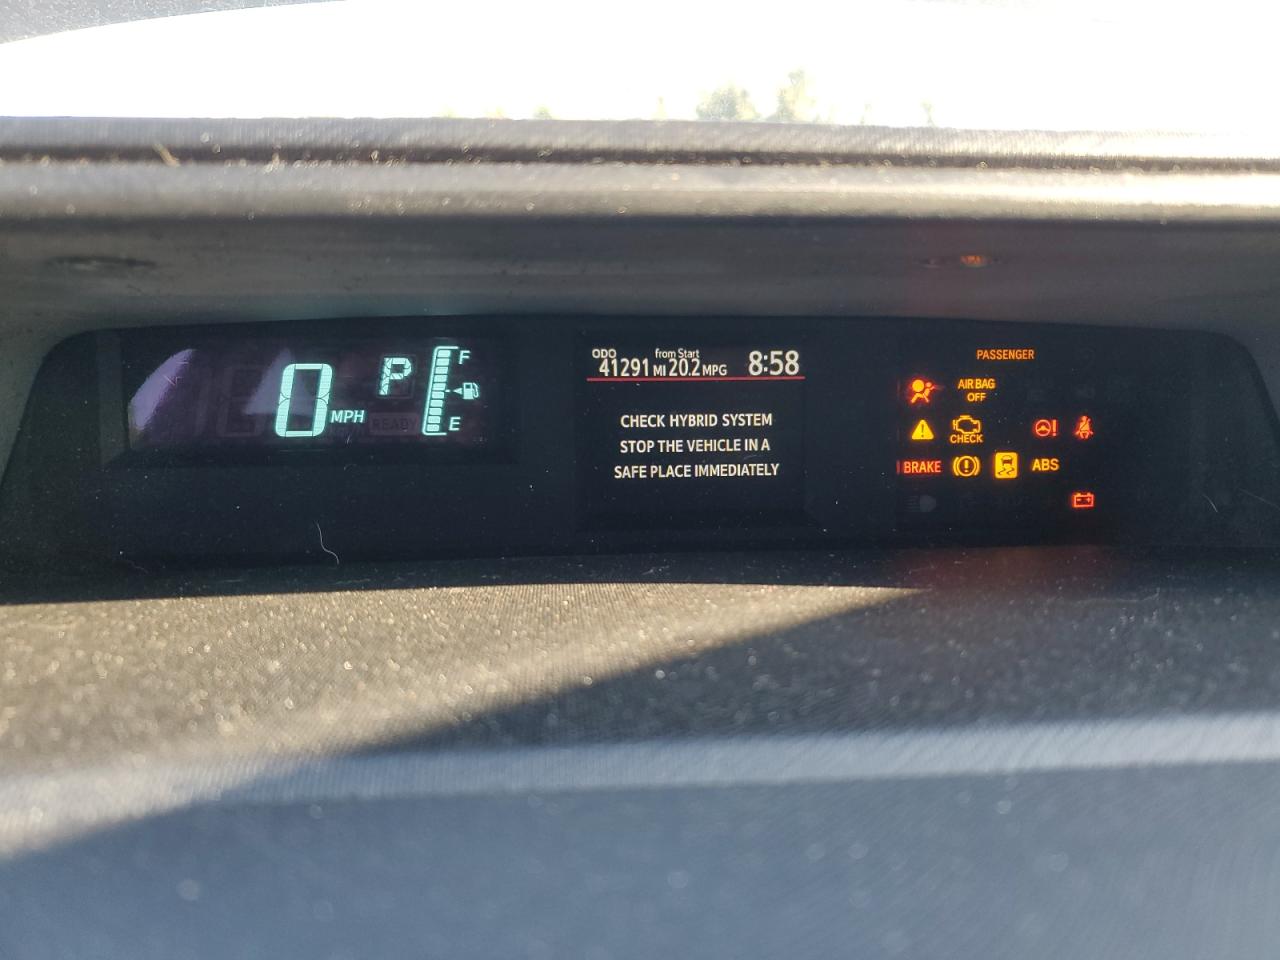 0 MPH P F E
READY
ODO 41291 MI from Start 20.2 MPG 8:58
CHECK HYBRID SYSTEM
STOP THE VEHICLE IN A
SAFE PLACE IMMEDIATELY
PASSENGER
AIR BAG
OFF
CHECK
BRAKE ABS